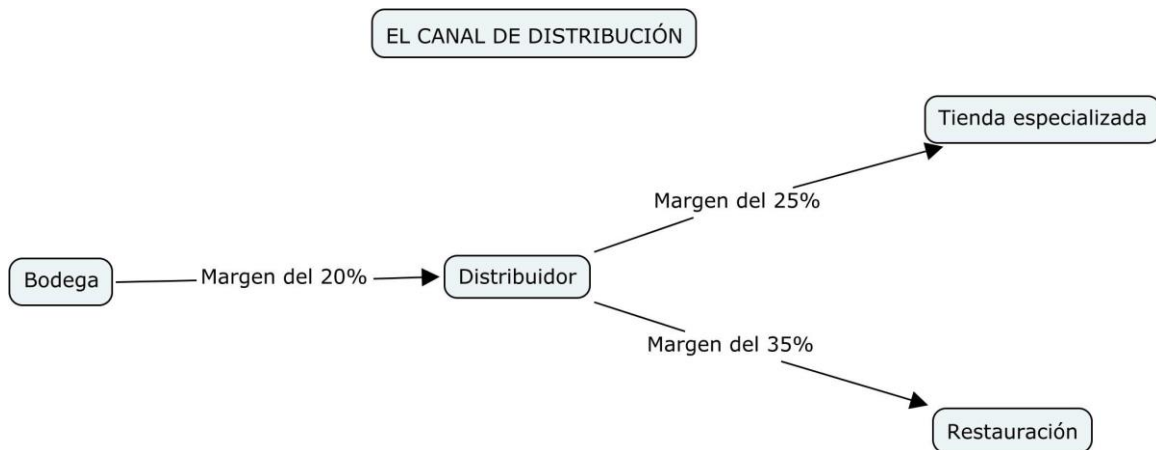 EL CANAL DE DISTRIBUCIÓN
Tienda especializada
Margen del 25%
Bodega
Margen del 20%
Distribuidor
Margen del 35%
Restauración